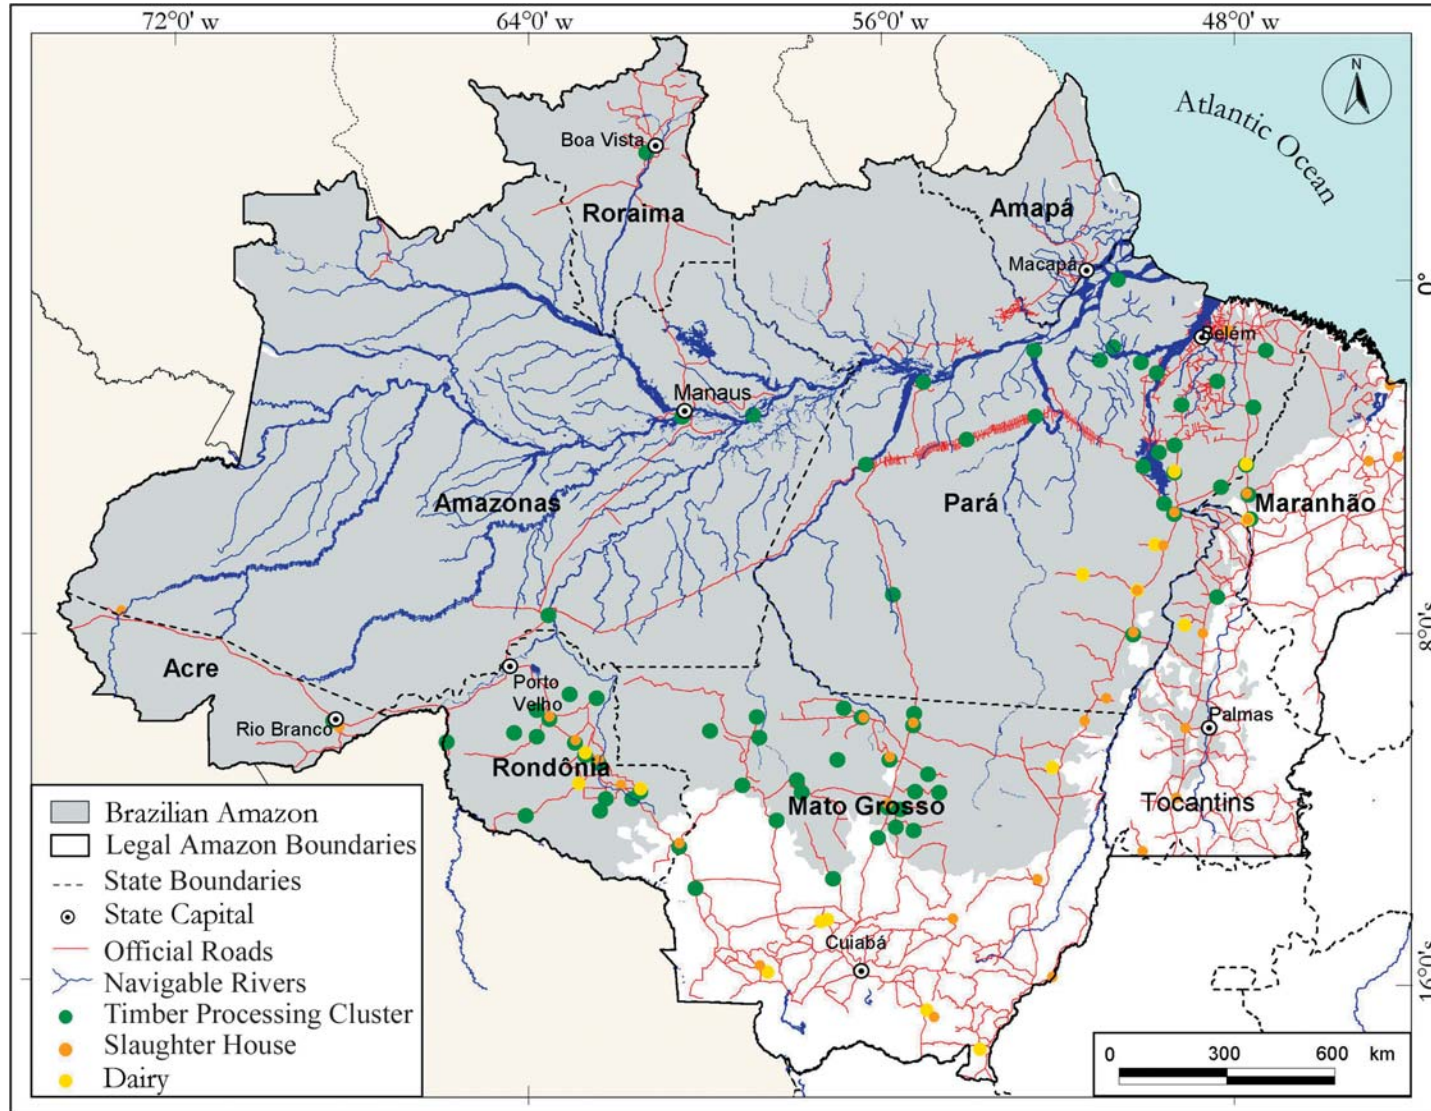 72°0' w
64°0' w
56°0' w
48°0' w
N
Atlantic Ocean
Boa Vista
Roraima
Amapá
Macapá
0°
Belém
Manaus
Amazonas
Pará
Maranhão
8°0' s
Acre
Porto
Velho
Rio Branco
Palmas
Rondônia
Mato Grosso
Tocantins
Cuiabá
16°0' s
Brazilian Amazon
Legal Amazon Boundaries
State Boundaries
State Capital
Official Roads
Navigable Rivers
Timber Processing Cluster
Slaughter House
Dairy
0 300 600 km